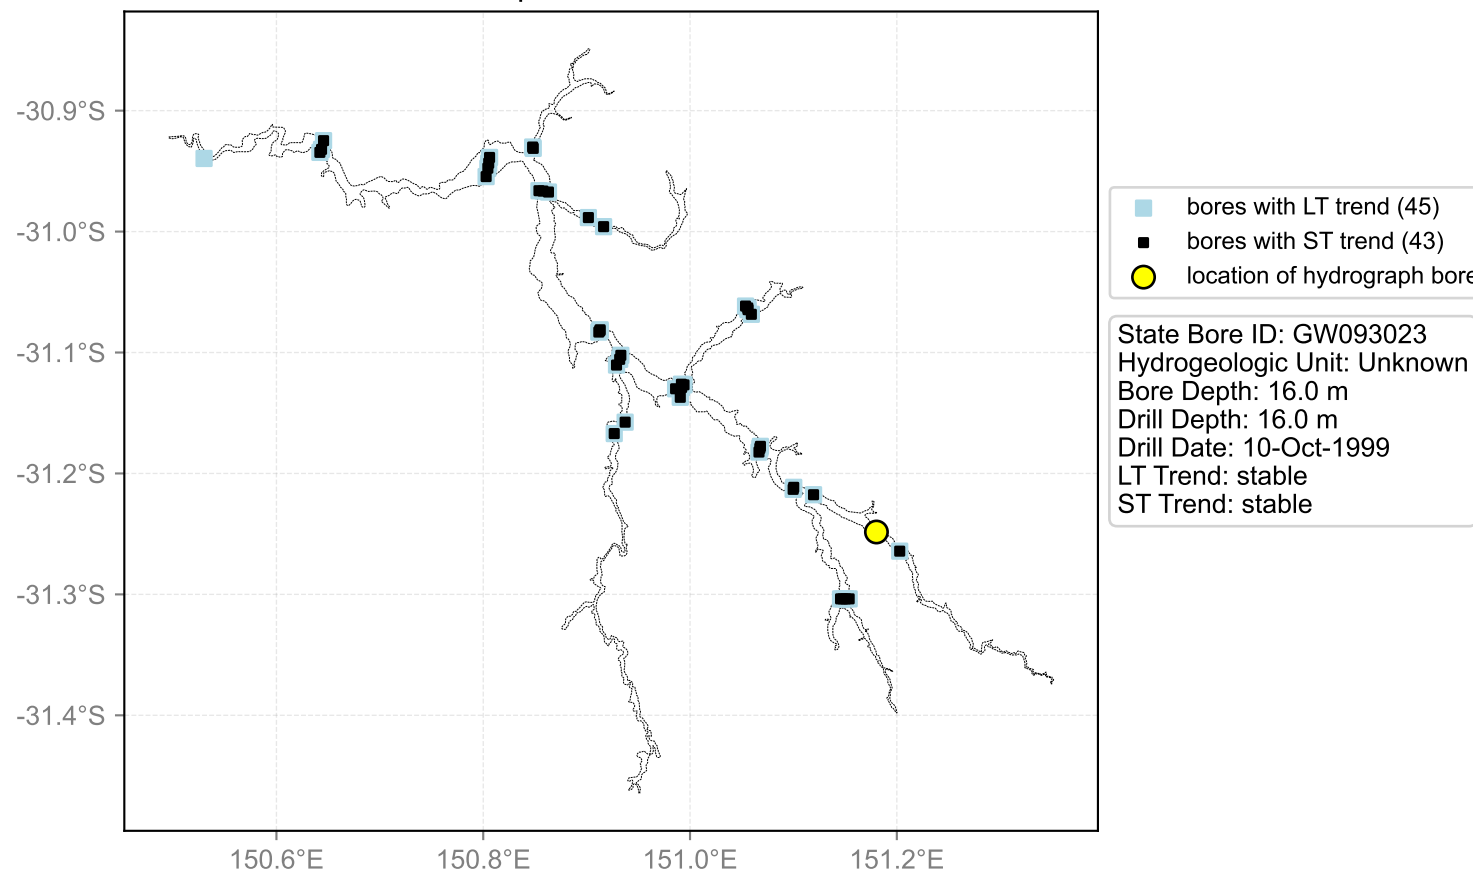 -30.9°S
-31.0°S
-31.1°S
-31.2°S
-31.3°S
-31.4°S
150.6°E
150.8°E
151.0°E
151.2°E
bores with LT trend (45)
bores with ST trend (43)
location of hydrograph bore
State Bore ID: GW093023
Hydrogeologic Unit: Unknown
Bore Depth: 16.0 m
Drill Depth: 16.0 m
Drill Date: 10-Oct-1999
LT Trend: stable
ST Trend: stable